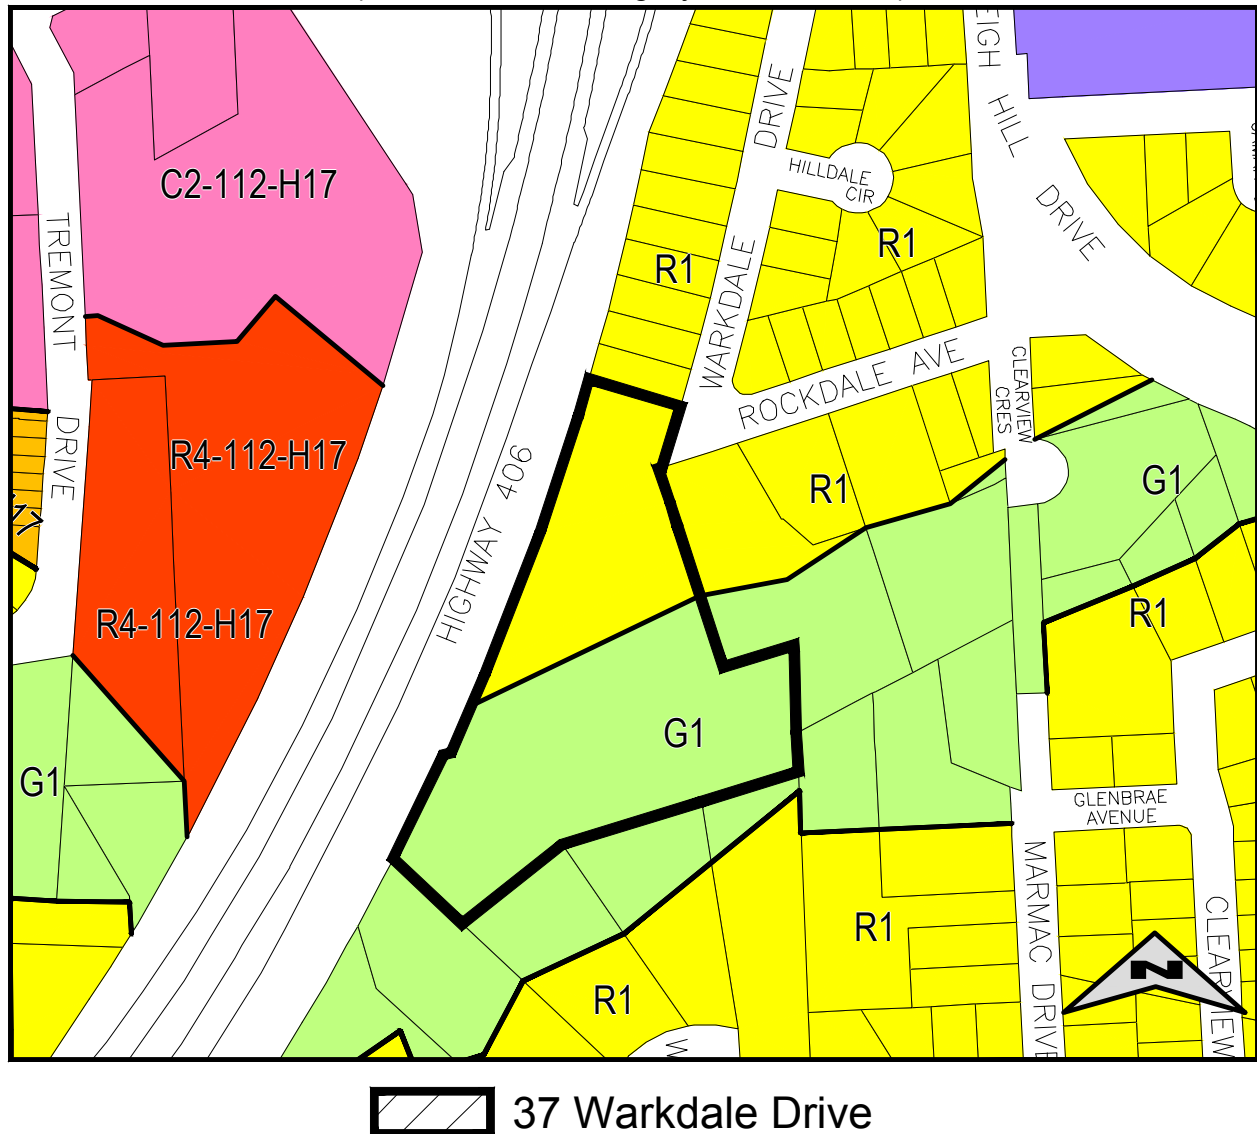 EIGH HILL DRIVE
DRIVE
HILLDALE
CIR
C2-112-H17
TREMONT
R1
R1
WARKDALE
CLEARVIEW
CRES
ROCKDALE AVE
DRIVE
R4-112-H17
HIGHWAY 406
R1
G1
R4-112-H17
R1
G1
G1
GLENBRAE
AVENUE
MARMAC DRIVE
R1
CLEARVIEW
R1
N
37 Warkdale Drive